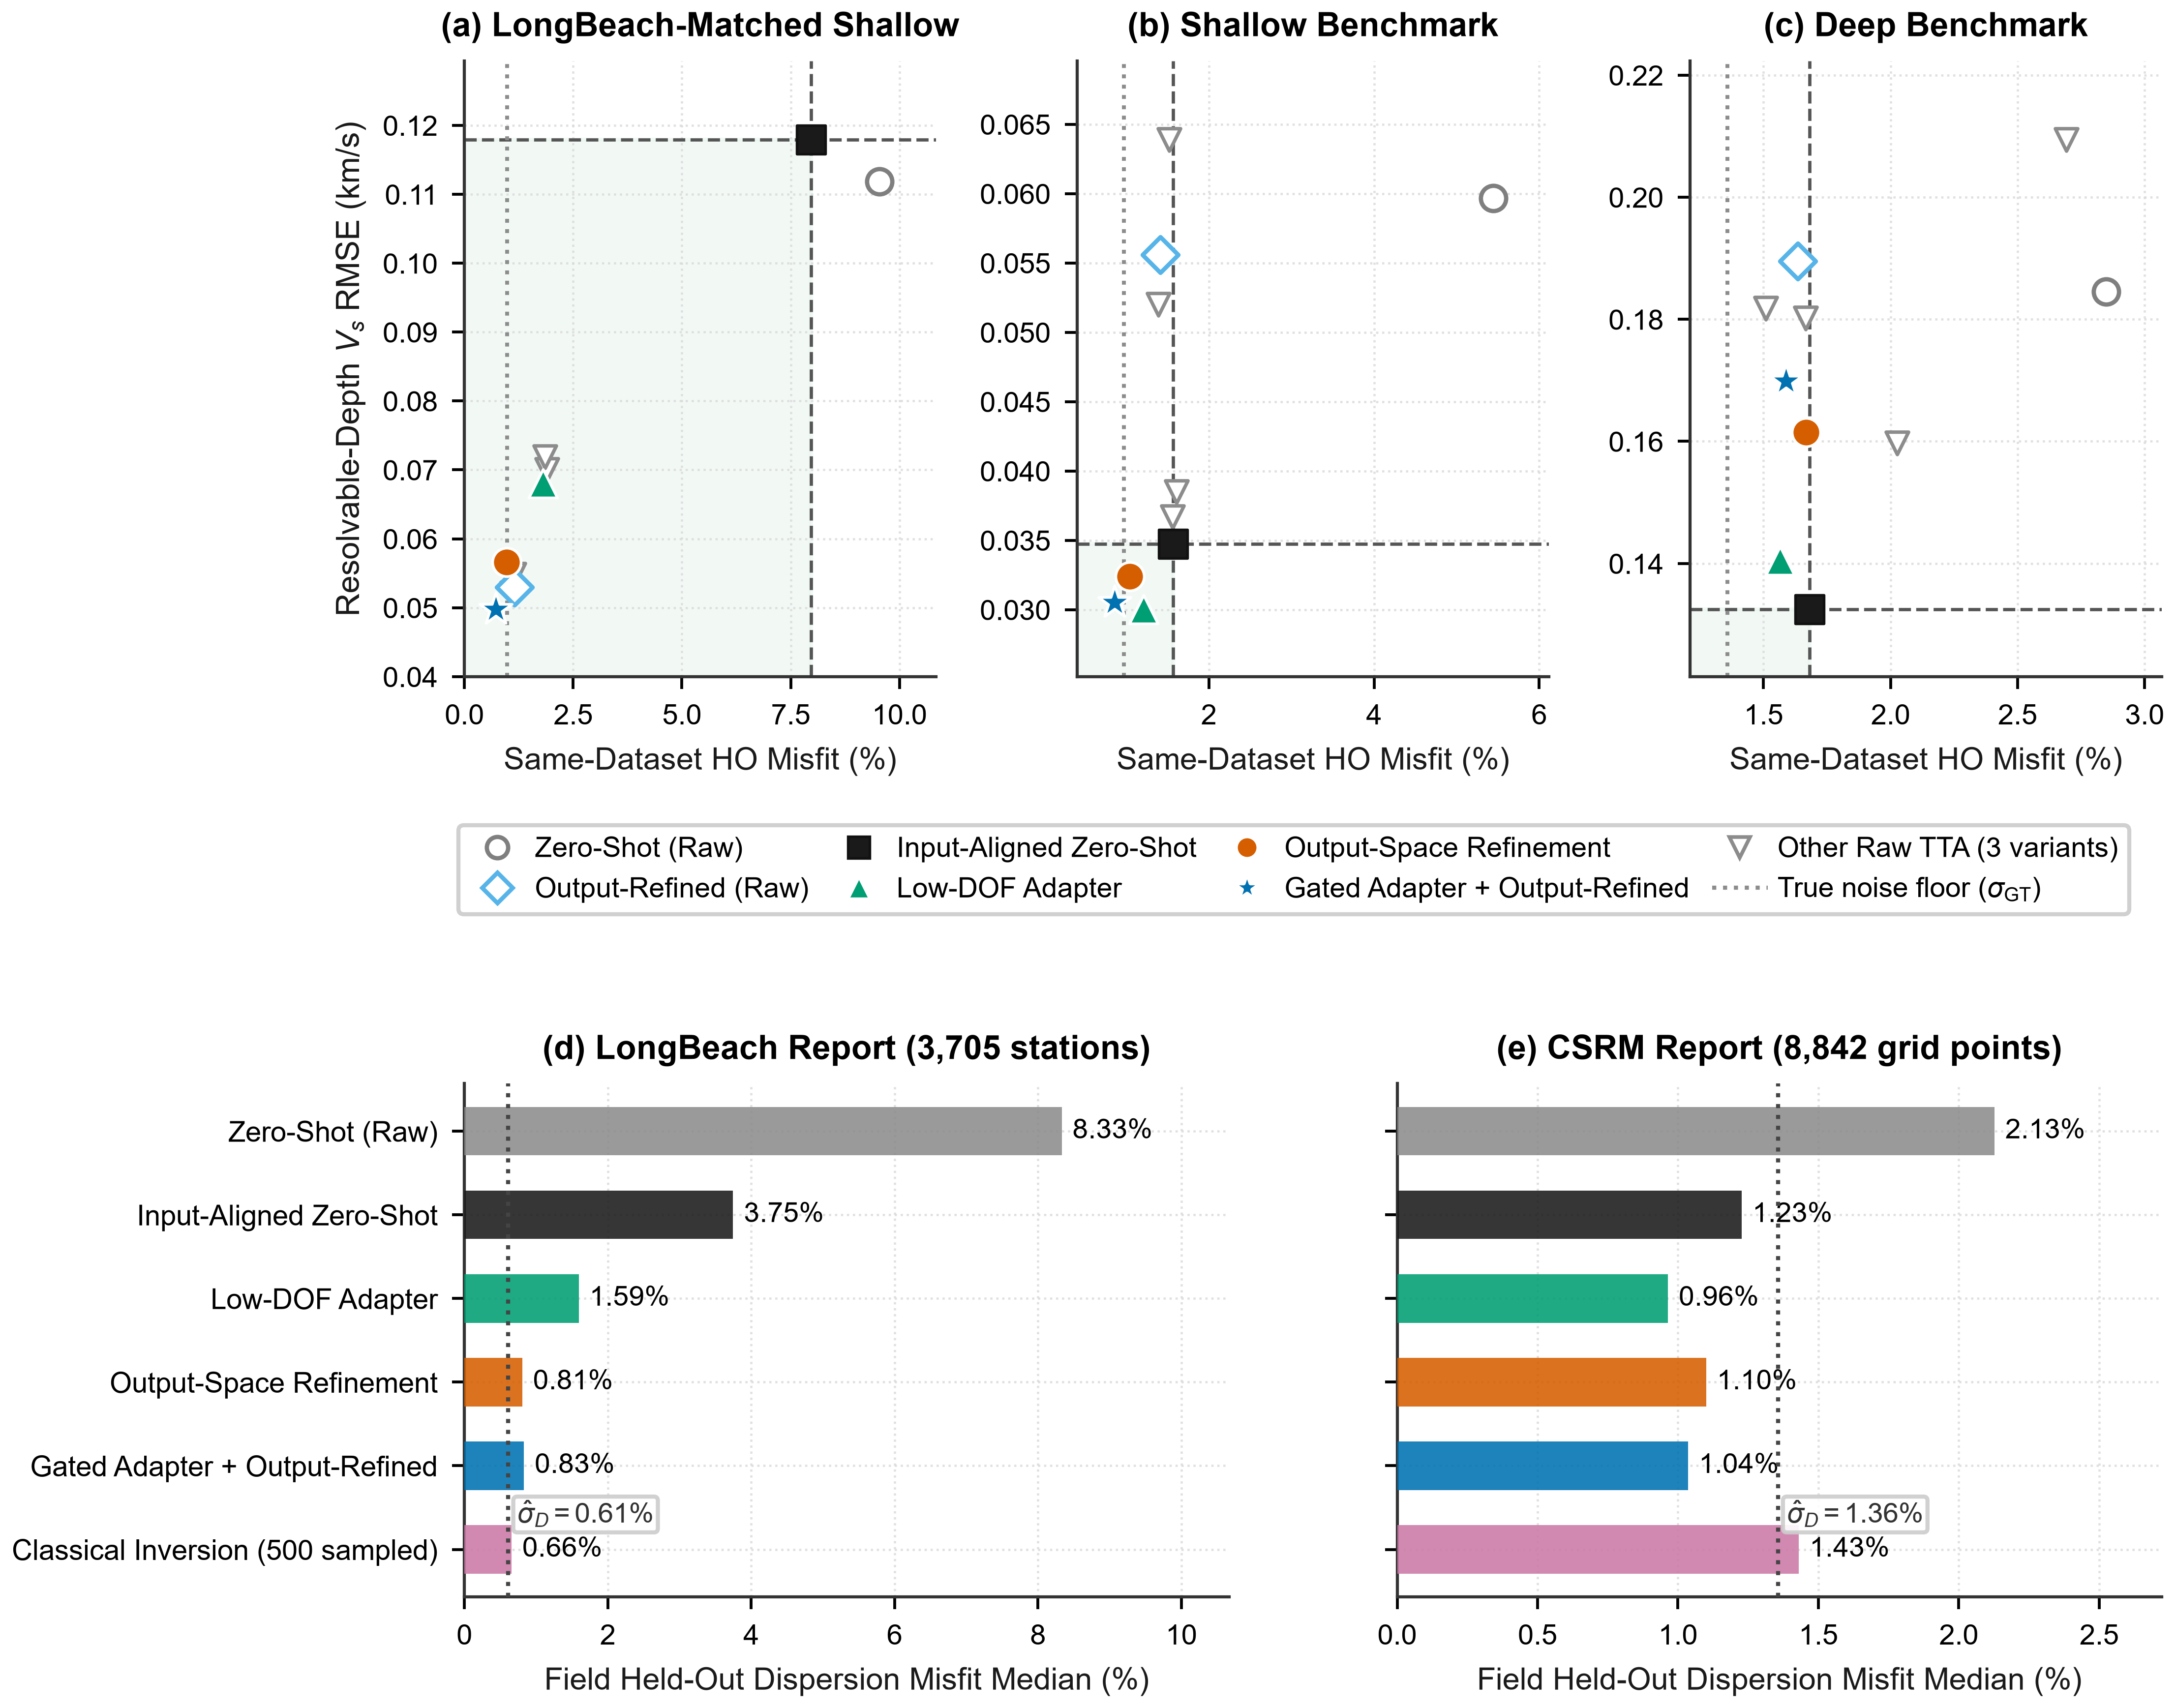 (a) LongBeach-Matched Shallow
(b) Shallow Benchmark
(c) Deep Benchmark
Resolvable-Depth Vs RMSE (km/s)
0.12
0.11
0.10
0.09
0.08
0.07
0.06
0.05
0.04
0.0
2.5
5.0
7.5
10.0
Same-Dataset HO Misfit (%)
0.065
0.060
0.055
0.050
0.045
0.040
0.035
0.030
2
4
6
Same-Dataset HO Misfit (%)
0.22
0.20
0.18
0.16
0.14
1.5
2.0
2.5
3.0
Same-Dataset HO Misfit (%)
Zero-Shot (Raw)
Output-Refined (Raw)
Input-Aligned Zero-Shot
Low-DOF Adapter
Output-Space Refinement
Gated Adapter + Output-Refined
Other Raw TTA (3 variants)
True noise floor (σGT)
(d) LongBeach Report (3,705 stations)
Zero-Shot (Raw)
8.33%
Input-Aligned Zero-Shot
3.75%
Low-DOF Adapter
1.59%
Output-Space Refinement
0.81%
Gated Adapter + Output-Refined
0.83%
σ̂D = 0.61%
Classical Inversion (500 sampled)
0.66%
0
2
4
6
8
10
Field Held-Out Dispersion Misfit Median (%)
(e) CSRM Report (8,842 grid points)
2.13%
1.23%
0.96%
1.10%
1.04%
σ̂D = 1.36%
1.43%
0.0
0.5
1.0
1.5
2.0
2.5
Field Held-Out Dispersion Misfit Median (%)